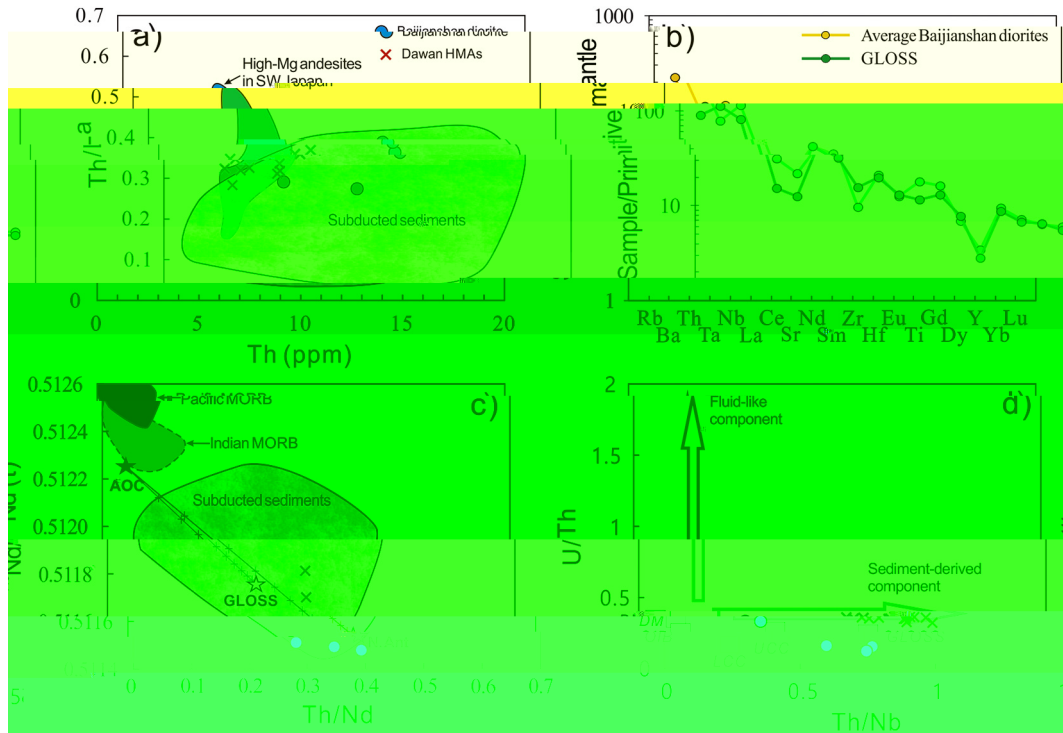 0.7
a)
Baijianshan diorite
Dawan HMAs
High-Mg andesites
in SW Japan
0.6
0.5
0.4
0.3
0.2
0.1
0
Th/La
Subducted sediments
0 5 10 15 20
Th (ppm)
1000
b)
Average Baijianshan diorites
GLOSS
100
10
1
Sample/Primitive mantle
Rb Th Nb Ce Nd Zr Eu Gd Y Lu
Ba Ta La Sr Sm Hf Ti Dy Yb
0.5126
0.5124
0.5122
0.5120
0.5118
0.5116
c)
Pacific MORB
Indian MORB
AOC
Subducted sediments
GLOSS
0 0.1 0.2 0.3 0.4 0.5 0.6 0.7
Th/Nd
2
1.5
1
0.5
0
U/Th
d)
Fluid-like
component
Sediment-derived
component
DM
0 0.5 1
Th/Nb